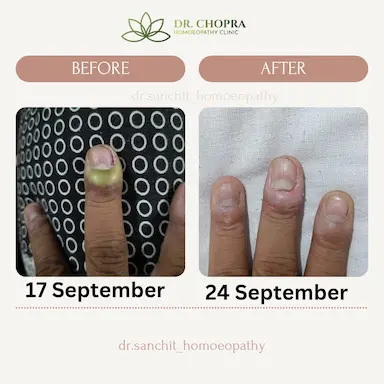 DR. CHOPRA
HOMOEOPATHY CLINIC
BEFORE
AFTER
dr.sanchit_homoeopathy
17 September
24 September
dr.sanchit_homoeopathy